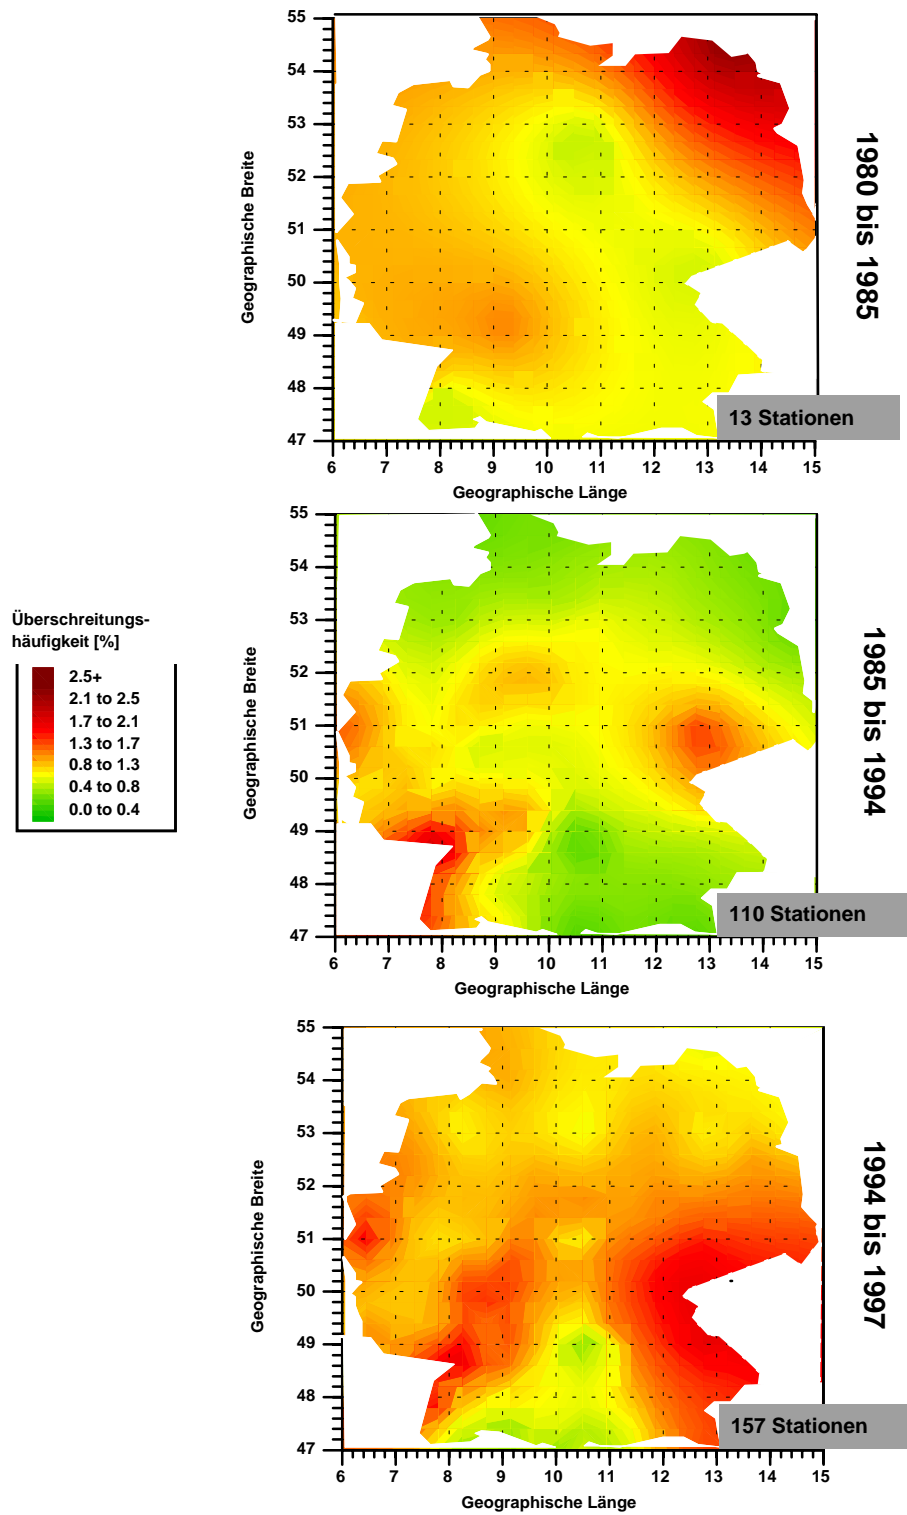 55
54
53
52
51
50
49
48
47
Geographische Breite
6 7 8 9 10 11 12 13 14 15
Geographische Länge
13 Stationen
1980 bis 1985
Überschreitungs-
häufigkeit [%]
2.5+
2.1 to 2.5
1.7 to 2.1
1.3 to 1.7
0.8 to 1.3
0.4 to 0.8
0.0 to 0.4
55
54
53
52
51
50
49
48
47
Geographische Breite
6 7 8 9 10 11 12 13 14 15
Geographische Länge
110 Stationen
1985 bis 1994
55
54
53
52
51
50
49
48
47
Geographische Breite
6 7 8 9 10 11 12 13 14 15
Geographische Länge
157 Stationen
1994 bis 1997